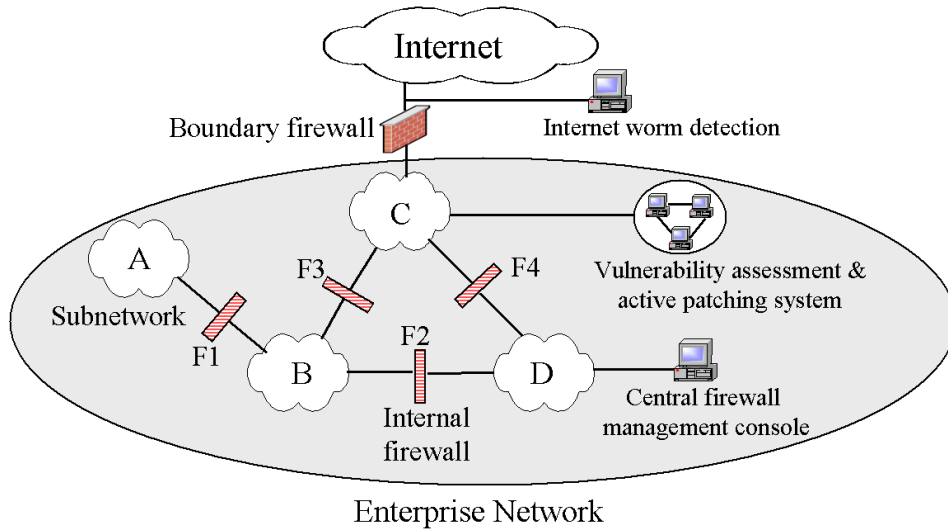 Internet
Boundary firewall
Internet worm detection
C
A
F3
F4
Vulnerability assessment &
active patching system
Subnetwork
F1
F2
B
D
Internal
firewall
Central firewall
management console
Enterprise Network